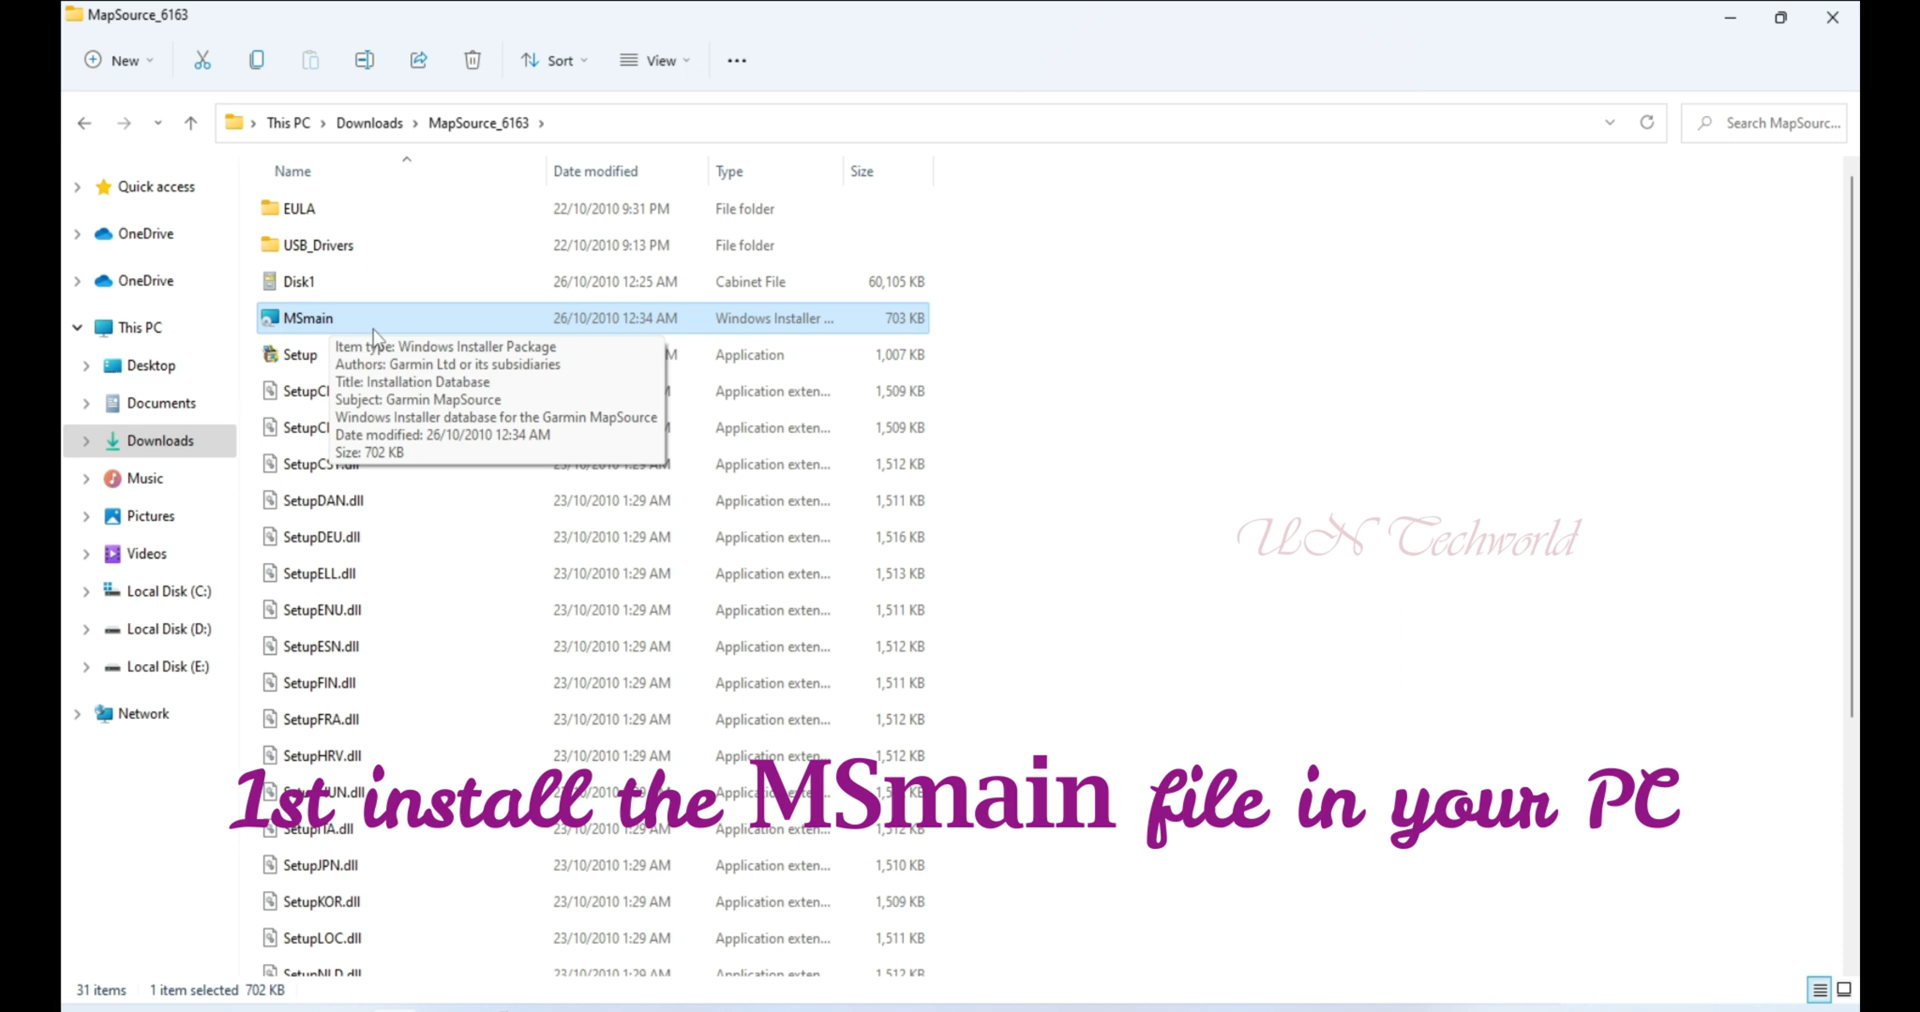 MapSource_6163
New
Sort
View
This PC > Downloads > MapSource_6163 >
Search MapSourc...
Name Date modified Type Size
Quick access
OneDrive
OneDrive
This PC
Desktop
Documents
Downloads
Music
Pictures
Videos
Local Disk (C:)
Local Disk (D:)
Local Disk (E:)
Network
EULA 22/10/2010 9:31 PM File folder
USB_Drivers 22/10/2010 9:13 PM File folder
Disk1 26/10/2010 12:25 AM Cabinet File 60,105 KB
MSmain 26/10/2010 12:34 AM Windows Installer ... 703 KB
Setup Application 1,007 KB
Application exten... 1,509 KB
Application exten... 1,509 KB
Application exten... 1,512 KB
Item type: Windows Installer Package
Authors: Garmin Ltd or its subsidiaries
Title: Installation Database
Subject: Garmin MapSource
Windows Installer database for the Garmin MapSource
Date modified: 26/10/2010 12:34 AM
Size: 702 KB
SetupDAN.dll 23/10/2010 1:29 AM Application exten... 1,511 KB
SetupDEU.dll 23/10/2010 1:29 AM Application exten... 1,516 KB
SetupELL.dll 23/10/2010 1:29 AM Application exten... 1,513 KB
SetupENU.dll 23/10/2010 1:29 AM Application exten... 1,511 KB
SetupESN.dll 23/10/2010 1:29 AM Application exten... 1,512 KB
SetupFIN.dll 23/10/2010 1:29 AM Application exten... 1,511 KB
SetupFRA.dll 23/10/2010 1:29 AM Application exten... 1,512 KB
SetupHRV.dll 23/10/2010 1:29 AM Application exten... 1,512 KB
1st install the MSmain file in your PC
SetupJPN.dll 23/10/2010 1:29 AM Application exten... 1,510 KB
SetupKOR.dll 23/10/2010 1:29 AM Application exten... 1,509 KB
SetupLOC.dll 23/10/2010 1:29 AM Application exten... 1,511 KB
SetupNLD.dll 23/10/2010 1:29 AM Application exten... 1,512 KB
UN Techworld
31 items 1 item selected 702 KB